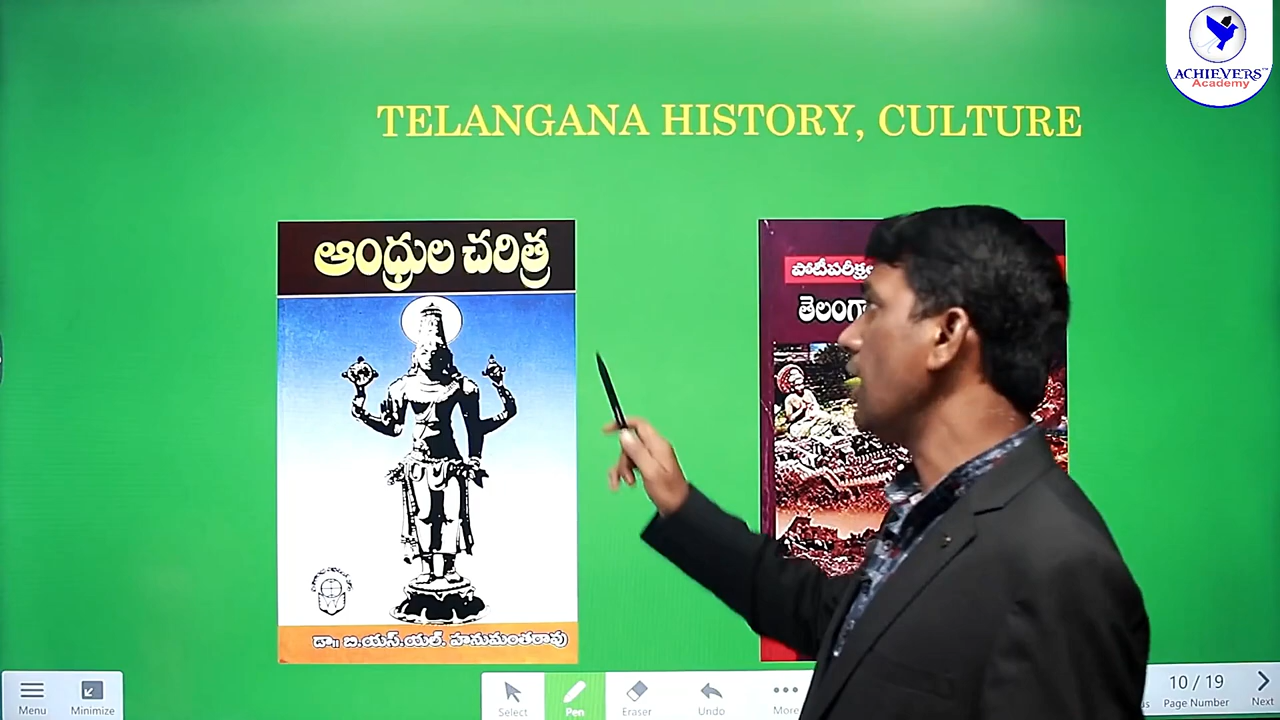 ACHIEVERS
Academy
TELANGANA HISTORY, CULTURE
ఆంధ్రుల చరిత్ర
డా॥ బి.యస్.యల్. హనుమంతరావు
Menu
Minimize
Select
Pen
Eraser
Undo
More
10 / 19
Page Number
Next